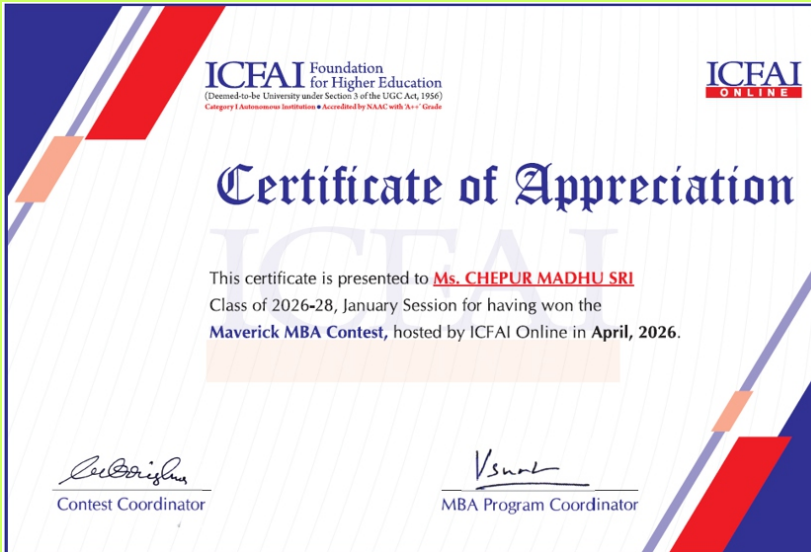 ICFAI Foundation for Higher Education
(Deemed-to-be University under Section 3 of the UGC Act, 1956)
Category I Autonomous Institution ● Accredited by NAAC with 'A++' Grade
ICFAI
ONLINE
Certificate of Appreciation
ICFAI
This certificate is presented to Ms. CHEPUR MADHU SRI
Class of 2026-28, January Session for having won the
Maverick MBA Contest, hosted by ICFAI Online in April, 2026.
Contest Coordinator
MBA Program Coordinator